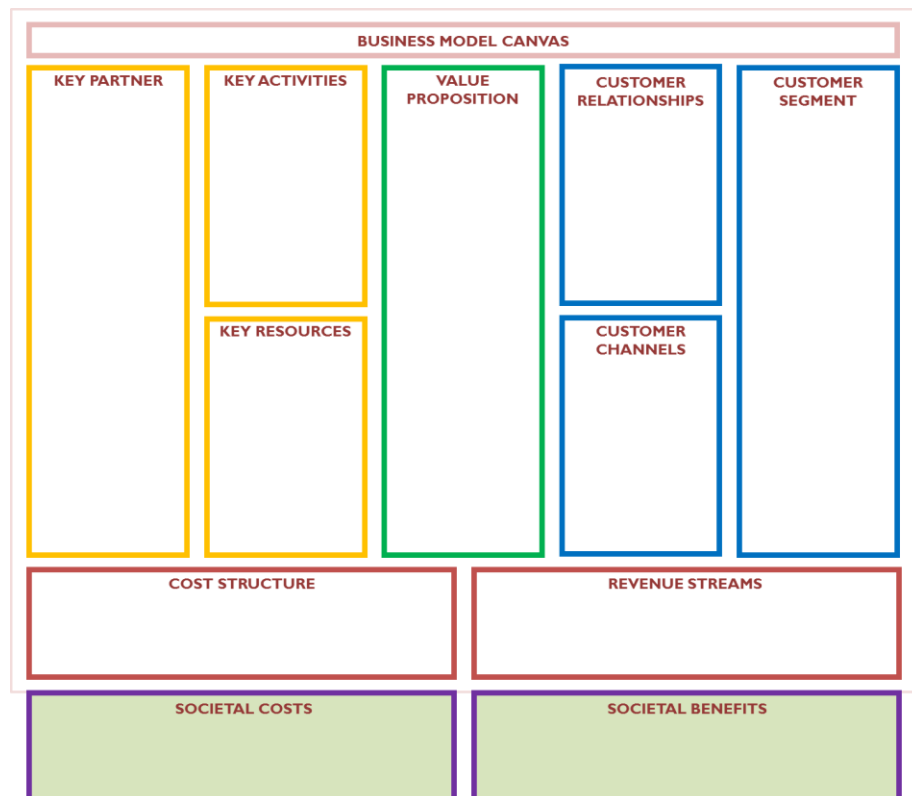 BUSINESS MODEL CANVAS
KEY PARTNER
KEY ACTIVITIES
VALUE
PROPOSITION
CUSTOMER
RELATIONSHIPS
CUSTOMER
SEGMENT
KEY RESOURCES
CUSTOMER
CHANNELS
COST STRUCTURE
REVENUE STREAMS
SOCIETAL COSTS
SOCIETAL BENEFITS